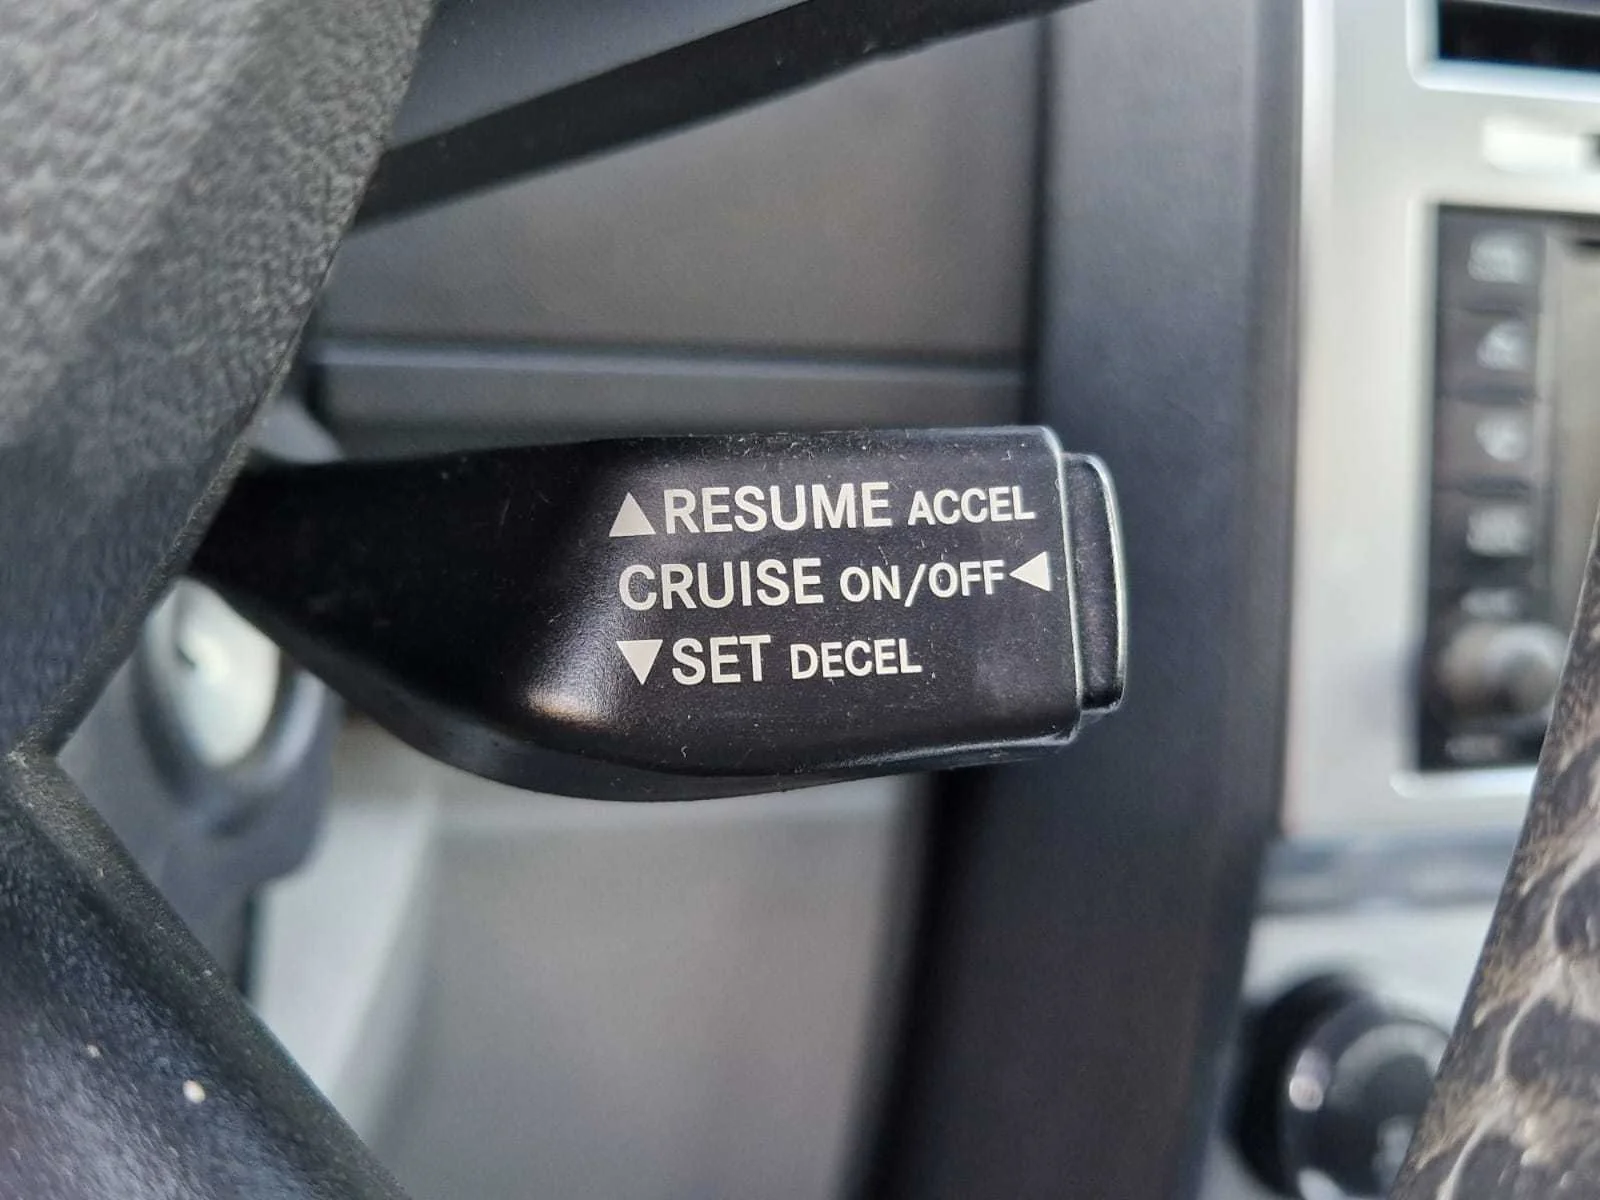 ▲RESUME ACCEL
CRUISE ON/OFF◀
▼SET DECEL